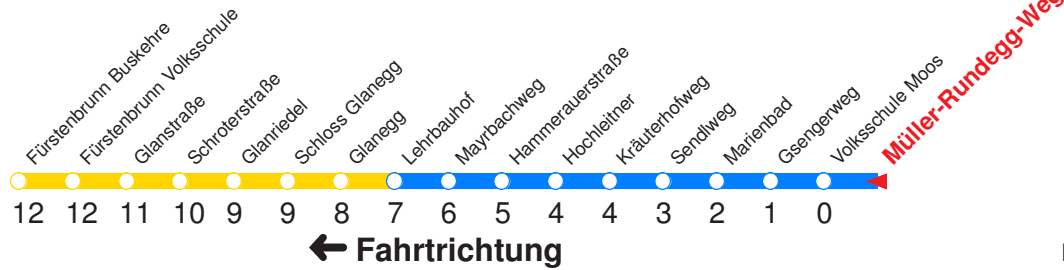 Fürstenbrunn Buskehre
Fürstenbrunn Volksschule
Glanstraße
Schroterstraße
Glanriedel
Schloss Glanegg
Glanegg
Lehrbauhof
Mayrbachweg
Hammerauerstraße
Hochleitner
Kräuterhofweg
Sendlweg
Marienbad
Gsengerweg
Volksschule Moos
Müller-Rundegg-Weg
12 12 11 10 9 9 8 7 6 5 4 4 3 2 1 0
← Fahrtrichtung